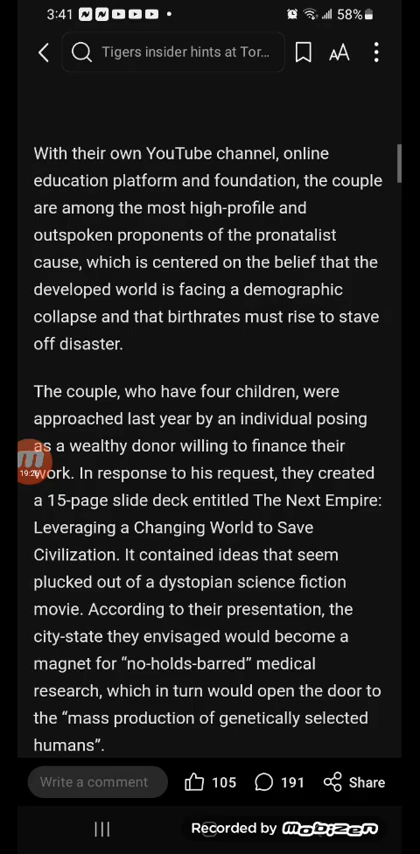 3:41
58%
Tigers insider hints at Tor...
AA
With their own YouTube channel, online
education platform and foundation, the couple
are among the most high-profile and
outspoken proponents of the pronatalist
cause, which is centered on the belief that the
developed world is facing a demographic
collapse and that birthrates must rise to stave
off disaster.
The couple, who have four children, were
approached last year by an individual posing
as a wealthy donor willing to finance their
work. In response to his request, they created
a 15-page slide deck entitled The Next Empire:
Leveraging a Changing World to Save
Civilization. It contained ideas that seem
plucked out of a dystopian science fiction
movie. According to their presentation, the
city-state they envisaged would become a
magnet for “no-holds-barred” medical
research, which in turn would open the door to
the “mass production of genetically selected
humans”.
19:26
Write a comment
105
191
Share
Recorded by mobizen